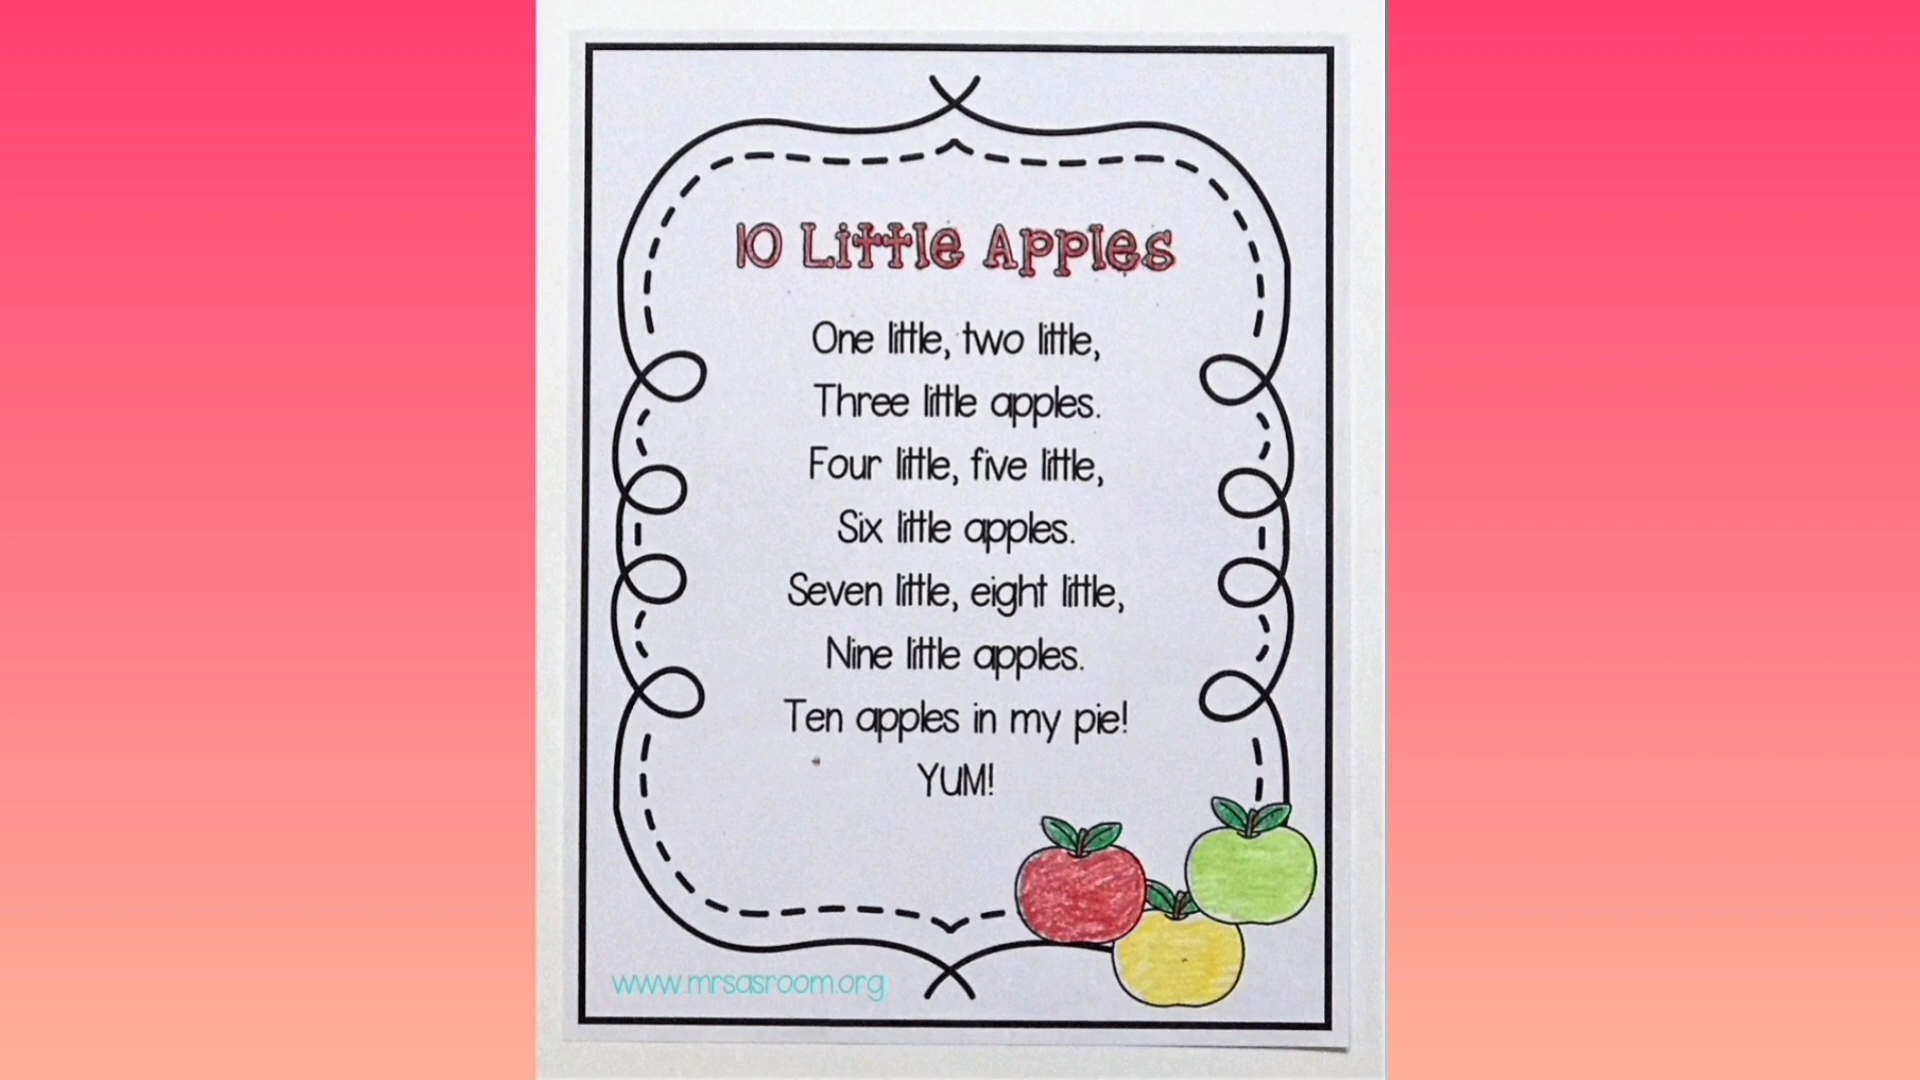 10 Little Apples
One little, two little,
Three little apples.
Four little, five little,
Six little apples.
Seven little, eight little,
Nine little apples.
Ten apples in my pie!
YUM!
www.mrsasroom.org